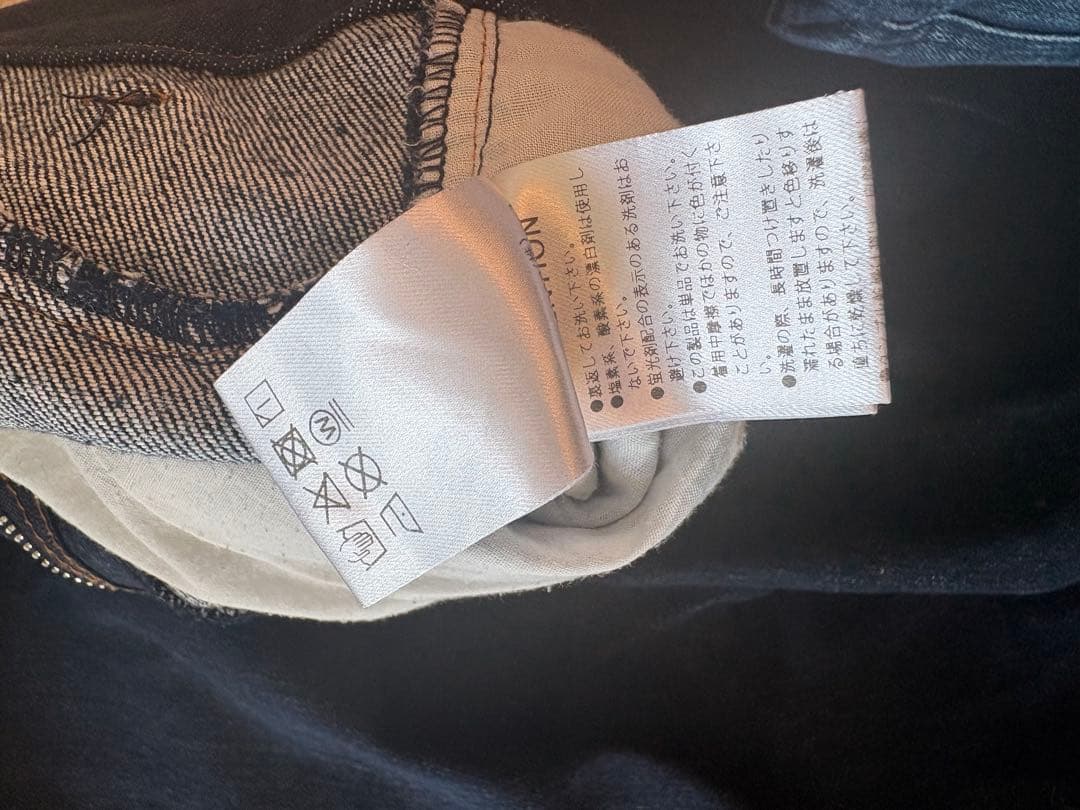 ●裏返してお洗い下さい。
●塩素系、酸素系の漂白剤は使用し
ないで下さい。
●蛍光剤配合の表示のある洗剤はお
避け下さい。
●この製品は単品でお洗い下さい。
着用中摩擦でほかの物に色が付く
ことがありますので、ご注意下さ
い。
●洗濯の際、長時間つけ置きしたり
濡れたまま放置しますと色移りす
る場合がありますので、洗濯後は
直ちに乾燥して下さい。
W